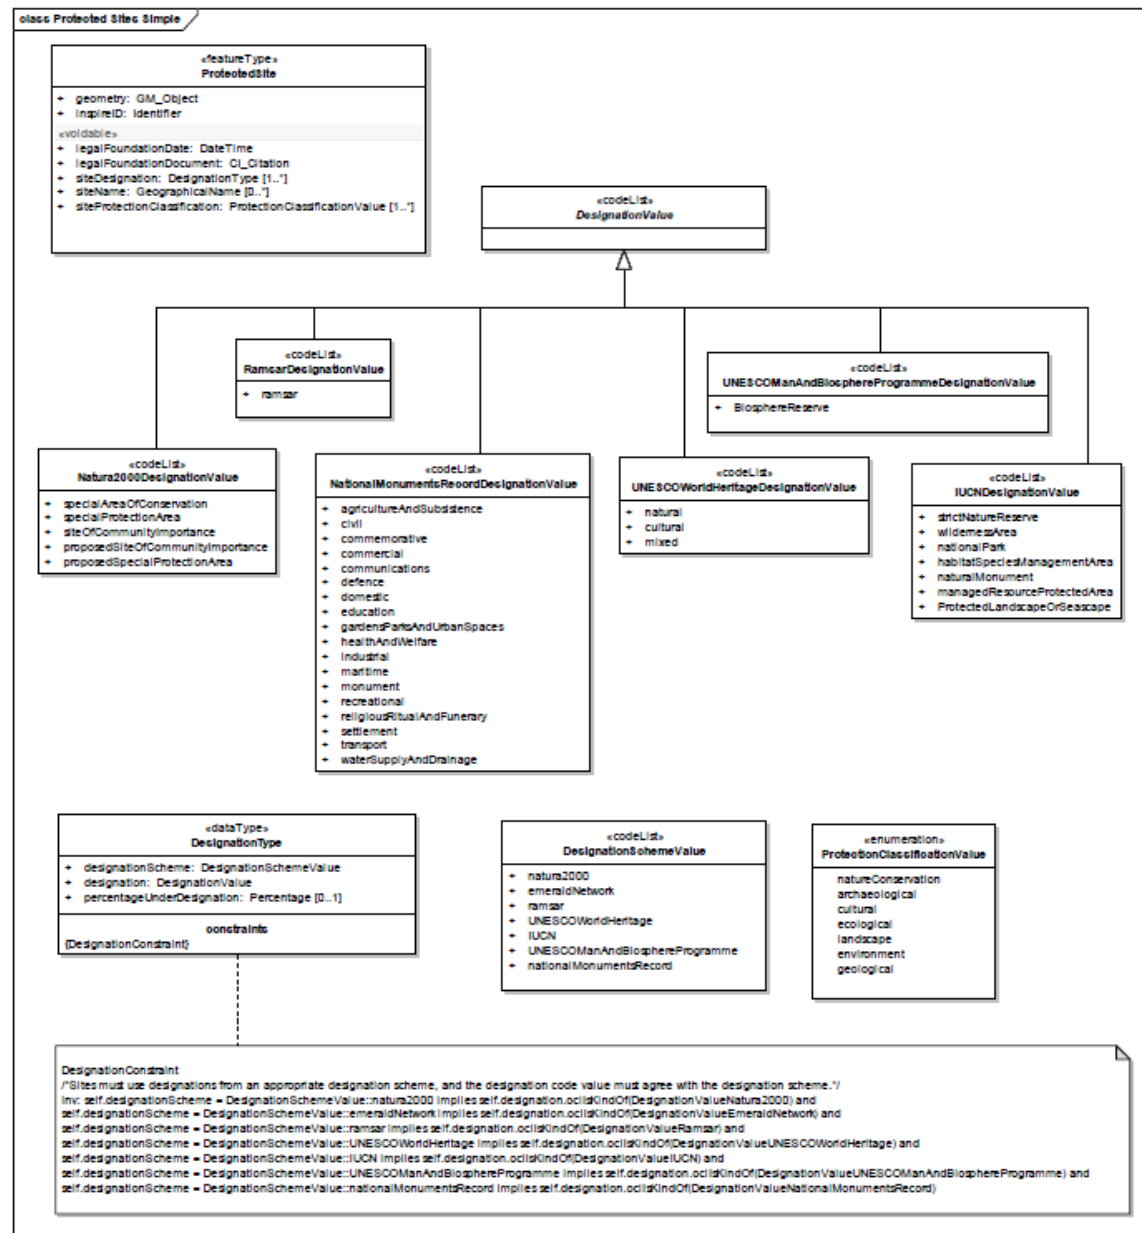 class Protected Sites Simple
«featureType»
ProtectedSite
+ geometry: GM_Object
+ inspireID: Identifier
«voidable»
+ legalFoundationDate: DateTime
+ legalFoundationDocument: CI_Citation
+ siteDesignation: DesignationType [1..*]
+ siteName: GeographicalName [0..*]
+ siteProtectionClassification: ProtectionClassificationValue [1..*]
«codeList»
DesignationValue
«codeList»
RamsarDesignationValue
+ ramsar
«codeList»
UNESCOManAndBiosphereProgrammeDesignationValue
+ BiosphereReserve
«codeList»
Natura2000DesignationValue
+ specialAreaOfConservation
+ specialProtectionArea
+ siteOfCommunityImportance
+ proposedSiteOfCommunityImportance
+ proposedSpecialProtectionArea
«codeList»
NationalMonumentsRecordDesignationValue
+ agricultureAndSubsistence
+ civil
+ commemorative
+ commercial
+ communications
+ defence
+ domestic
+ education
+ gardensParksAndUrbanSpaces
+ healthAndWelfare
+ industrial
+ maritime
+ monument
+ recreational
+ religiousRitualAndFunerary
+ settlement
+ transport
+ waterSupplyAndDrainage
«codeList»
UNESCOWorldHeritageDesignationValue
+ natural
+ cultural
+ mixed
«codeList»
IUCNDesignationValue
+ strictNatureReserve
+ wildernessArea
+ nationalPark
+ habitatSpeciesManagementArea
+ naturalMonument
+ managedResourceProtectedArea
+ ProtectedLandscapeOrSeascape
«dataType»
DesignationType
+ designationScheme: DesignationSchemeValue
+ designation: DesignationValue
+ percentageUnderDesignation: Percentage [0..1]
constraints
{DesignationConstraint}
«codeList»
DesignationSchemeValue
+ natura2000
+ emeraldNetwork
+ ramsar
+ UNESCOWorldHeritage
+ IUCN
+ UNESCOManAndBiosphereProgramme
+ nationalMonumentsRecord
«enumeration»
ProtectionClassificationValue
natureConservation
archaeological
cultural
ecological
landscape
environment
geological
DesignationConstraint
/*Sites must use designations from an appropriate designation scheme, and the designation code value must agree with the designation scheme.*/
Inv: self.designationScheme = DesignationSchemeValue::natura2000 implies self.designation.oclIsKindOf(DesignationValueNatura2000) and
self.designationScheme = DesignationSchemeValue::emeraldNetwork implies self.designation.oclIsKindOf(DesignationValueEmeraldNetwork) and
self.designationScheme = DesignationSchemeValue::ramsar implies self.designation.oclIsKindOf(DesignationValueRamsar) and
self.designationScheme = DesignationSchemeValue::UNESCOWorldHeritage implies self.designation.oclIsKindOf(DesignationValueUNESCOWorldHeritage) and
self.designationScheme = DesignationSchemeValue::IUCN implies self.designation.oclIsKindOf(DesignationValueIUCN) and
self.designationScheme = DesignationSchemeValue::UNESCOManAndBiosphereProgramme implies self.designation.oclIsKindOf(DesignationValueUNESCOManAndBiosphereProgramme) and
self.designationScheme = DesignationSchemeValue::nationalMonumentsRecord implies self.designation.oclIsKindOf(DesignationValueNationalMonumentsRecord)